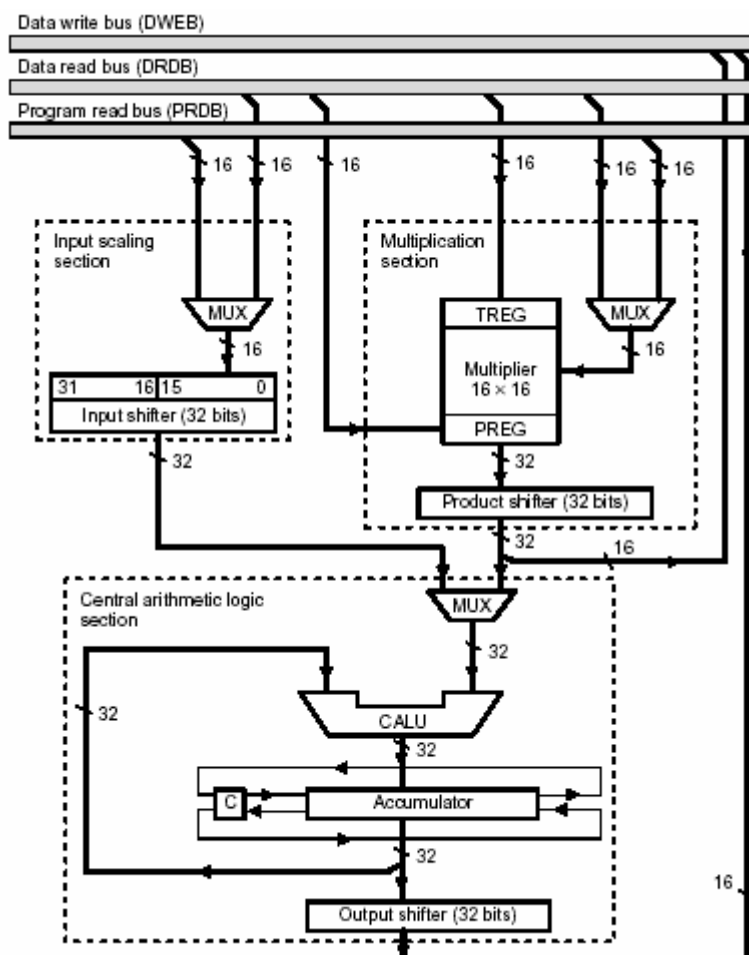 Data write bus (DWEB)
Data read bus (DRDB)
Program read bus (PRDB)
16
16
16
16
16
16
Input scaling
section
Multiplication
section
MUX
TREG
MUX
16
Multiplier
16 × 16
16
31 16 15 0
Input shifter (32 bits)
PREG
32
32
Product shifter (32 bits)
32
16
Central arithmetic logic
section
MUX
32
32
CALU
32
C
Accumulator
32
16
Output shifter (32 bits)